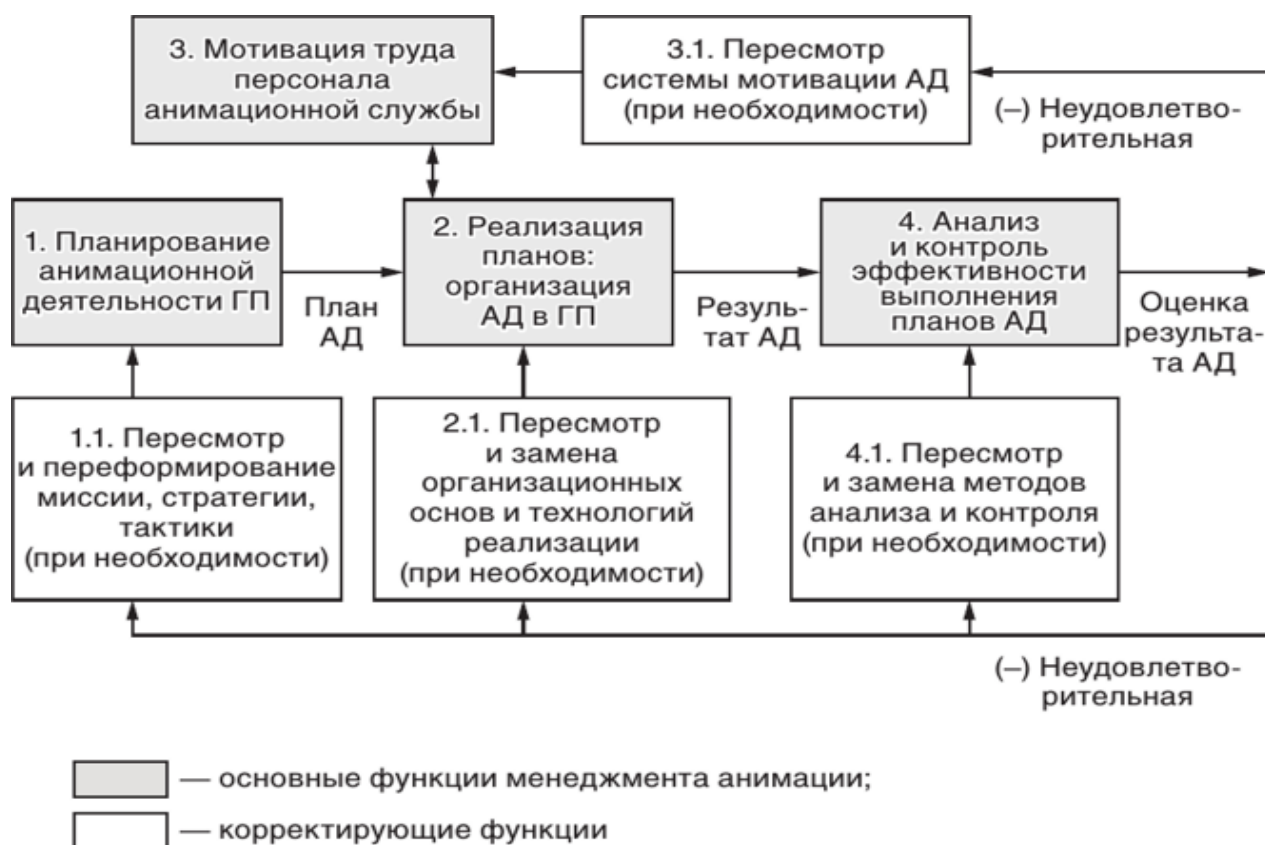 3. Мотивация труда
персонала
анимационной службы
3.1. Пересмотр
системы мотивации АД
(при необходимости)
(–) Неудовлетво-
рительная
1. Планирование
анимационной
деятельности ГП
План
АД
2. Реализация
планов:
организация
АД в ГП
Резуль-
тат АД
4. Анализ
и контроль
эффективности
выполнения
планов АД
Оценка
результа-
та АД
1.1. Пересмотр
и переформирование
миссии, стратегии,
тактики
(при необходимости)
2.1. Пересмотр
и замена
организационных
основ и технологий
реализации
(при необходимости)
4.1. Пересмотр
и замена методов
анализа и контроля
(при необходимости)
(–) Неудовлетво-
рительная
— основные функции менеджмента анимации;
— корректирующие функции